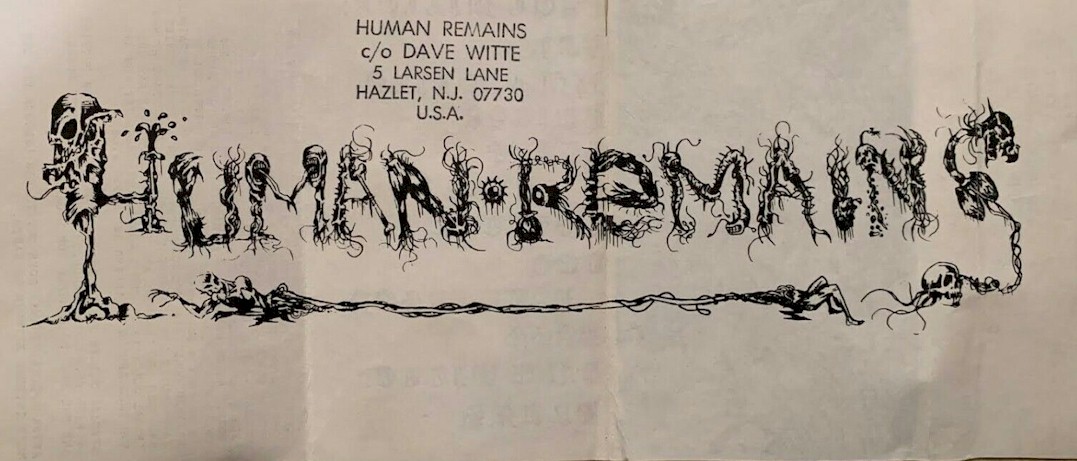 HUMAN REMAINS
c/o DAVE WITTE
5 LARSEN LANE
HAZLET, N.J. 07730
U.S.A.
HUMAN·REMAINS